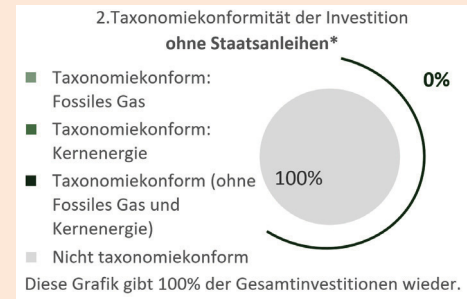 2.Taxonomiekonformität der Investition
ohne Staatsanleihen*
Taxonomiekonform:
Fossiles Gas
Taxonomiekonform:
Kernenergie
Taxonomiekonform (ohne
Fossiles Gas und
Kernenergie)
Nicht taxonomiekonform
0%
100%
Diese Grafik gibt 100% der Gesamtinvestitionen wieder.